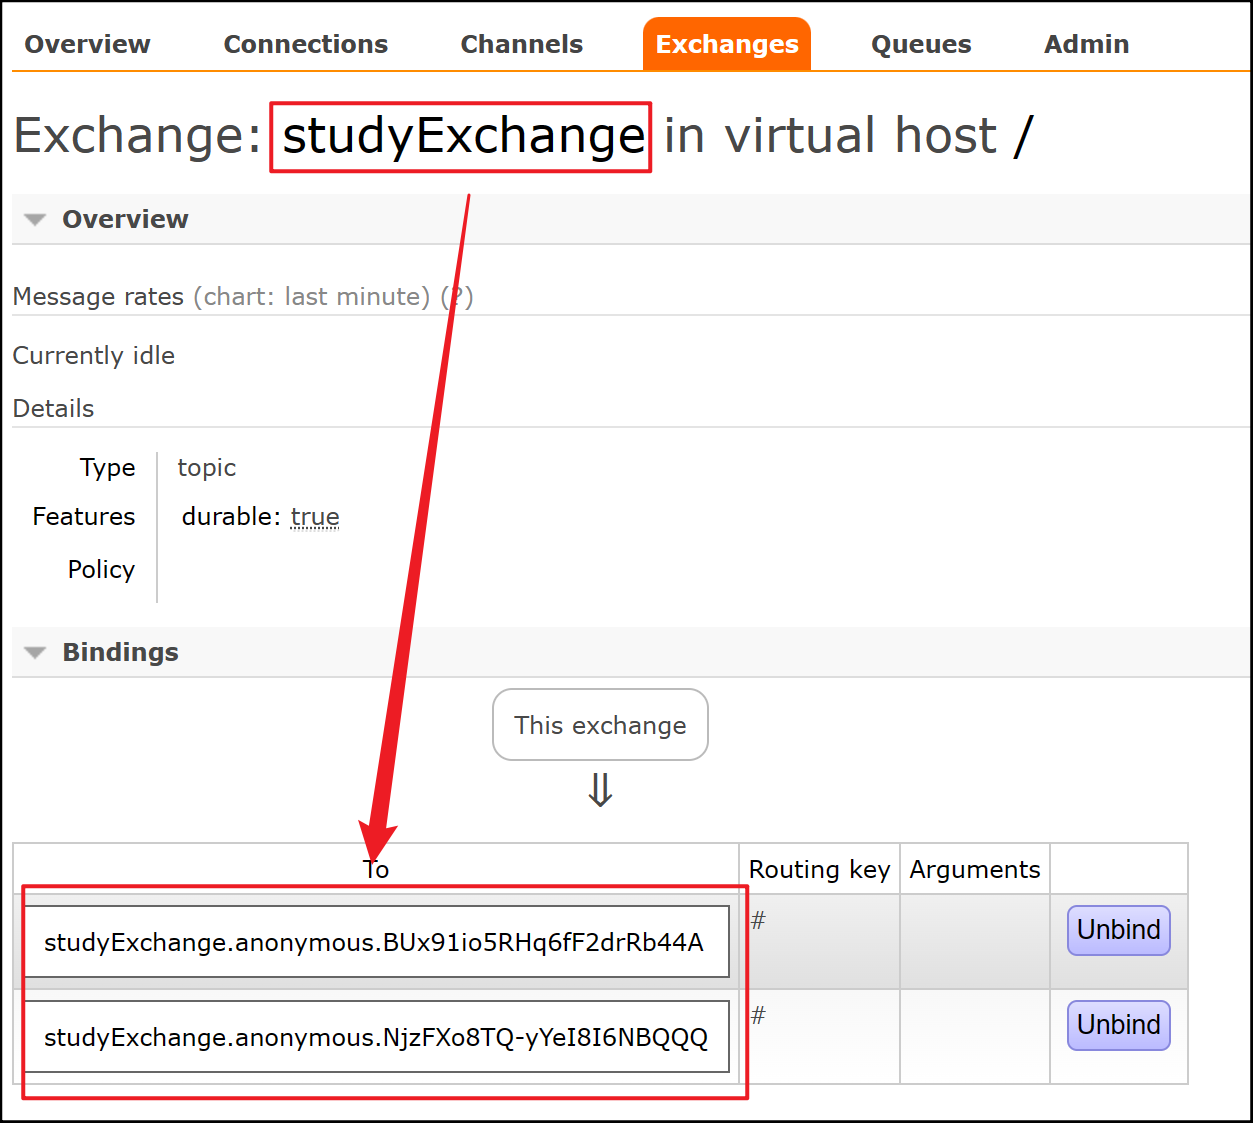 Overview Connections Channels Exchanges Queues Admin
Exchange: studyExchange in virtual host /
Overview
Message rates (chart: last minute) (?)
Currently idle
Details
Type topic
Features durable: true
Policy
Bindings
This exchange
⇓
To Routing key Arguments
studyExchange.anonymous.BUx91io5RHq6fF2drRb44A # Unbind
studyExchange.anonymous.NjzFXo8TQ-yYeI8I6NBQQQ # Unbind